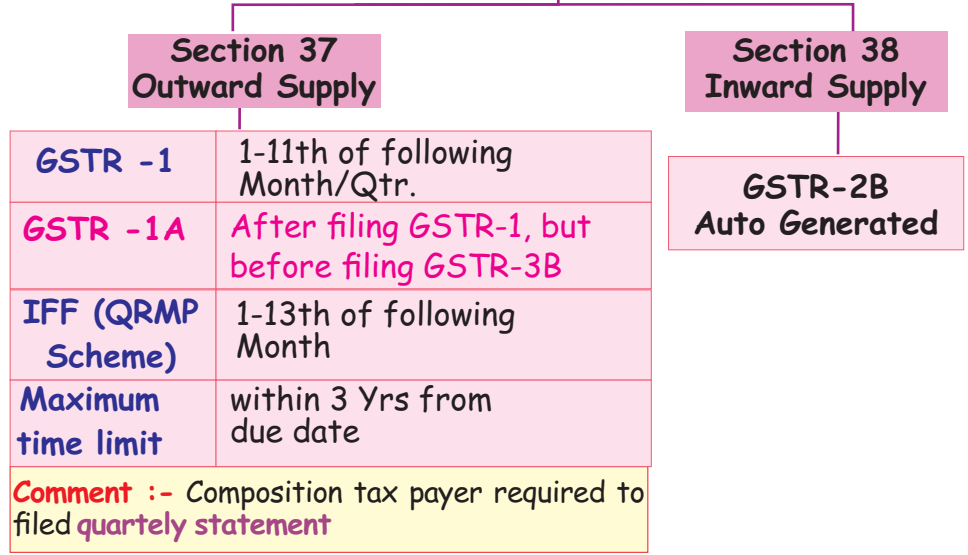 Section 37
Outward Supply
Section 38
Inward Supply
GSTR -1
1-11th of following
Month/Qtr.
GSTR -1A
After filing GSTR-1, but
before filing GSTR-3B
IFF (QRMP
Scheme)
1-13th of following
Month
Maximum
time limit
within 3 Yrs from
due date
Comment :- Composition tax payer required to
filed quartely statement
GSTR-2B
Auto Generated